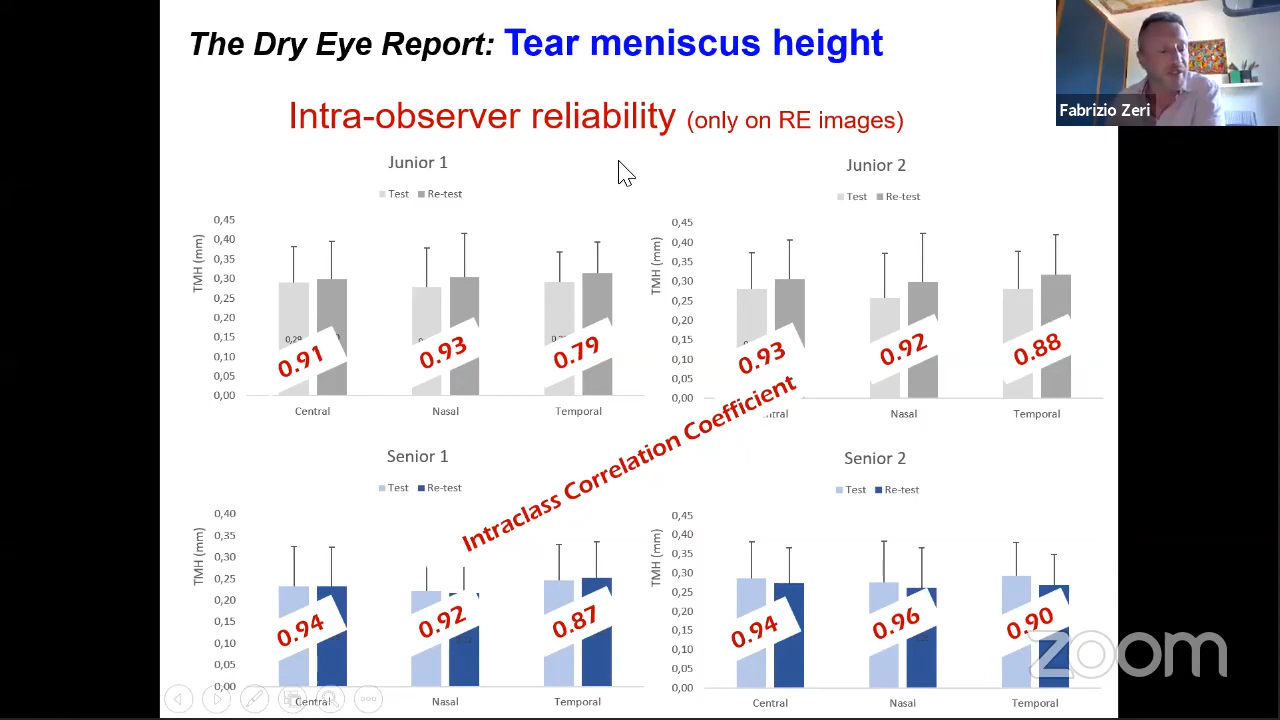 The Dry Eye Report: Tear meniscus height
Fabrizio Zeri
Intra-observer reliability (only on RE images)
Junior 1
Test Re-test
TMH (mm)
0,45
0,40
0,35
0,30
0,25
0,20
0,15
0,10
0,05
0,00
0,29
0.91
0.93
0.79
Central Nasal Temporal
Junior 2
Test Re-test
TMH (mm)
0,45
0,40
0,35
0,30
0,25
0,20
0,15
0,10
0,05
0,00
0.93
0.92
0.88
Nasal Temporal
Intraclass Correlation Coefficient
Senior 1
Test Re-test
TMH (mm)
0,40
0,35
0,30
0,25
0,20
0,15
0,10
0,05
0,00
0.94
0.92
0.87
Central Nasal Temporal
Senior 2
Test Re-test
TMH (mm)
0,45
0,40
0,35
0,30
0,25
0,20
0,15
0,10
0,05
0,00
0.94
0.96
0.90
Central Nasal Temporal
zoom